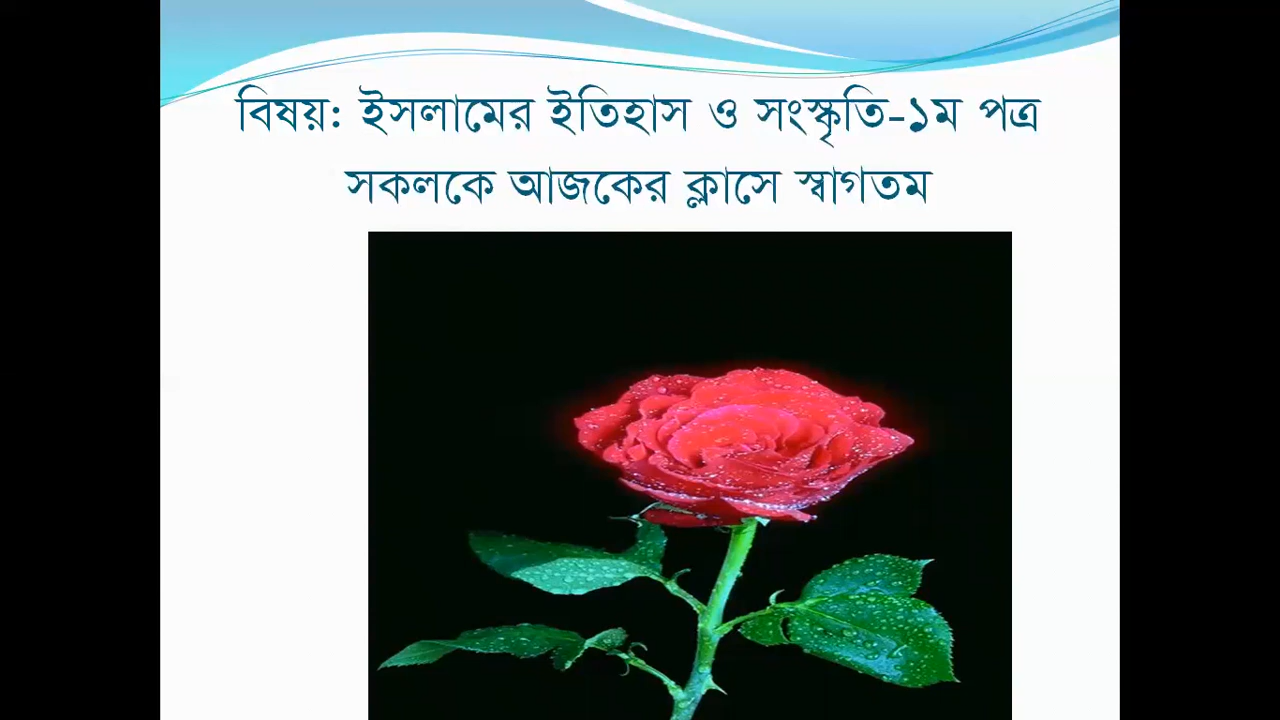 বিষয়: ইসলামের ইতিহাস ও সংস্কৃতি-১ম পত্র
সকলকে আজকের ক্লাসে স্বাগতম